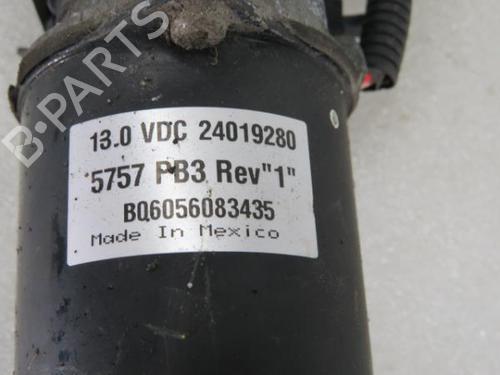 13.0 VDC 24019280
5757 PB3 Rev"1"
BQ6056083435
Made In Mexico
B-PARTS